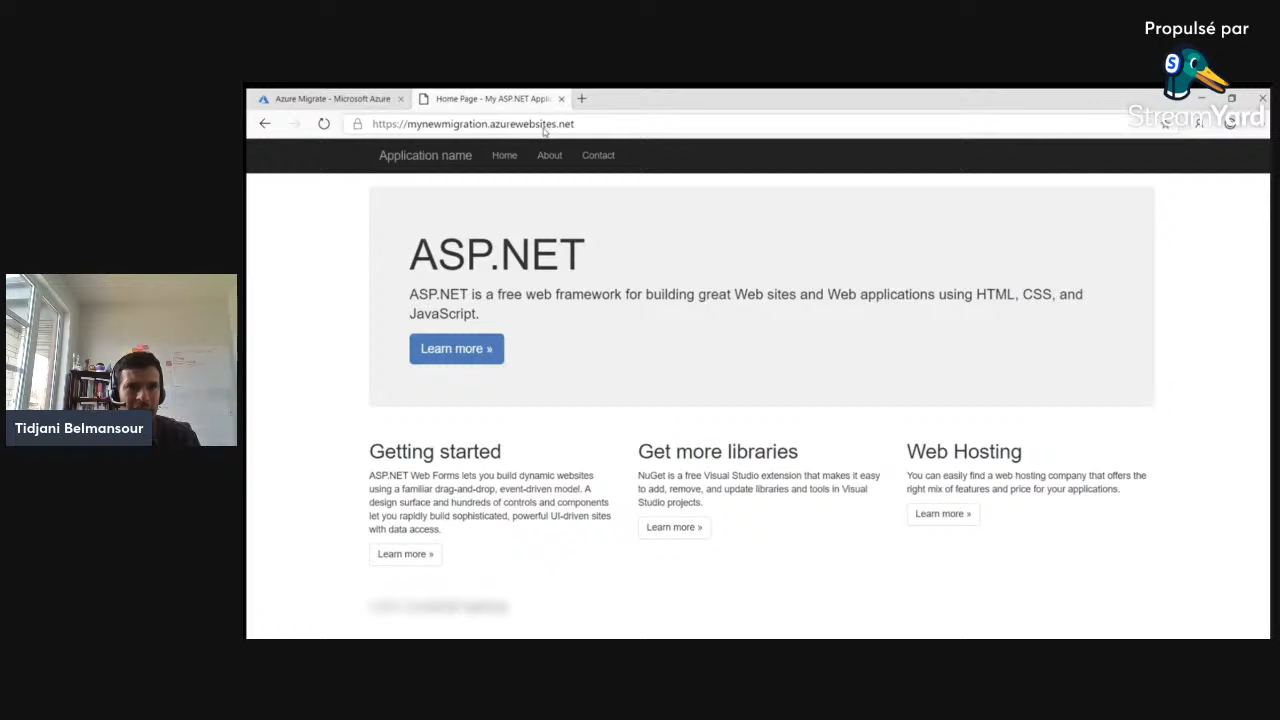 Propulsé par
StreamYard
Azure Migrate - Microsoft Azure
Home Page - My ASP.NET Applic
https://mynewmigration.azurewebsites.net
Application name Home About Contact
ASP.NET
ASP.NET is a free web framework for building great Web sites and Web applications using HTML, CSS, and
JavaScript.
Learn more »
Getting started
ASP.NET Web Forms lets you build dynamic websites
using a familiar drag-and-drop, event-driven model. A
design surface and hundreds of controls and components
let you rapidly build sophisticated, powerful UI-driven sites
with data access.
Learn more »
Get more libraries
NuGet is a free Visual Studio extension that makes it easy
to add, remove, and update libraries and tools in Visual
Studio projects.
Learn more »
Web Hosting
You can easily find a web hosting company that offers the
right mix of features and price for your applications.
Learn more »
Tidjani Belmansour